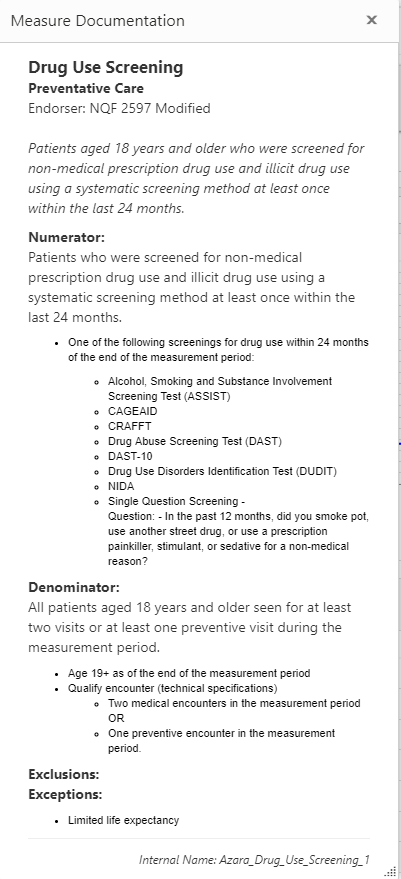 Measure Documentation ×
Drug Use Screening
Preventative Care
Endorser: NQF 2597 Modified
Patients aged 18 years and older who were screened for
non-medical prescription drug use and illicit drug use
using a systematic screening method at least once
within the last 24 months.
Numerator:
Patients who were screened for non-medical
prescription drug use and illicit drug use using a
systematic screening method at least once within the
last 24 months.
• One of the following screenings for drug use within 24 months
of the end of the measurement period:
◦ Alcohol, Smoking and Substance Involvement
Screening Test (ASSIST)
◦ CAGEAID
◦ CRAFFT
◦ Drug Abuse Screening Test (DAST)
◦ DAST-10
◦ Drug Use Disorders Identification Test (DUDIT)
◦ NIDA
◦ Single Question Screening -
Question: - In the past 12 months, did you smoke pot,
use another street drug, or use a prescription
painkiller, stimulant, or sedative for a non-medical
reason?
Denominator:
All patients aged 18 years and older seen for at least
two visits or at least one preventive visit during the
measurement period.
• Age 19+ as of the end of the measurement period
• Qualify encounter (technical specifications)
◦ Two medical encounters in the measurement period
OR
◦ One preventive encounter in the measurement
period.
Exclusions:
Exceptions:
• Limited life expectancy
Internal Name: Azara_Drug_Use_Screening_1